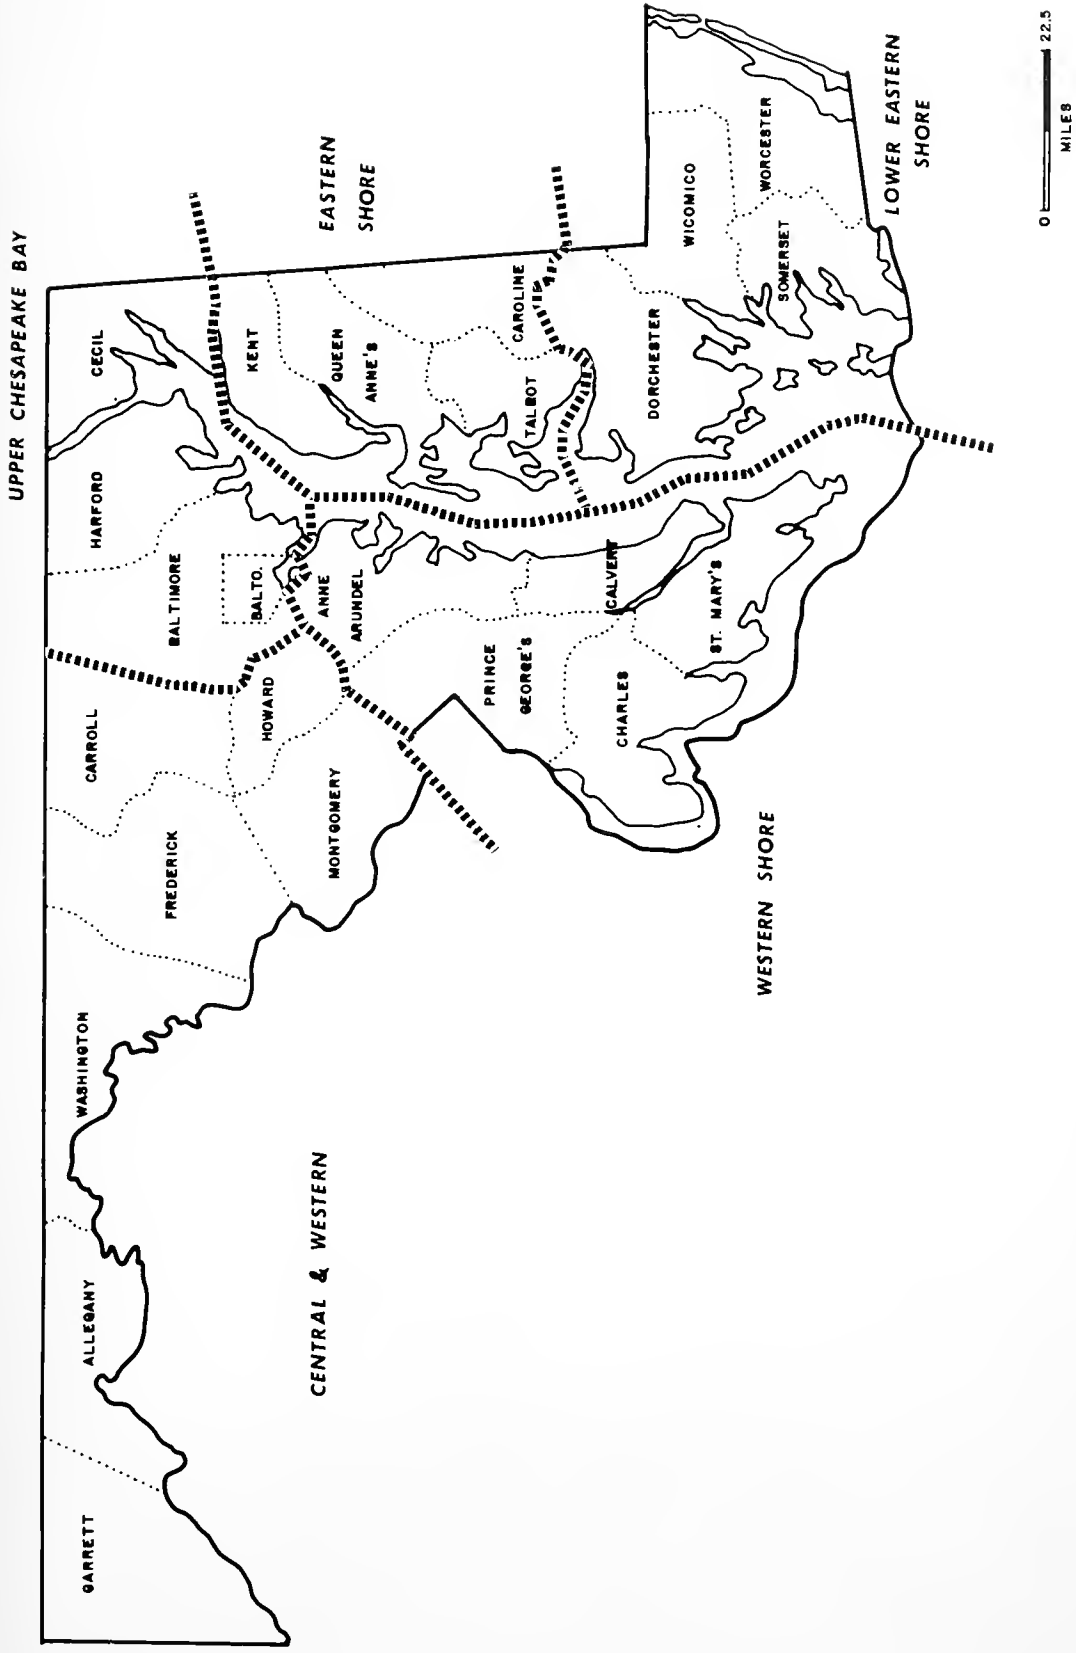 UPPER CHESAPEAKE BAY
EASTERN
SHORE
LOWER EASTERN
SHORE
WESTERN SHORE
CENTRAL & WESTERN
GARRETT
ALLEGANY
WASHINGTON
FREDERICK
CARROLL
BALTIMORE
HARFORD
CECIL
BALTO.
HOWARD
MONTGOMERY
ANNE
ARUNDEL
KENT
QUEEN
ANNE'S
PRINCE
GEORGE'S
CALVERT
CHARLES
ST. MARY'S
TALBOT
CAROLINE
DORCHESTER
WICOMICO
SOMERSET
WORCESTER
0 22.5
MILES